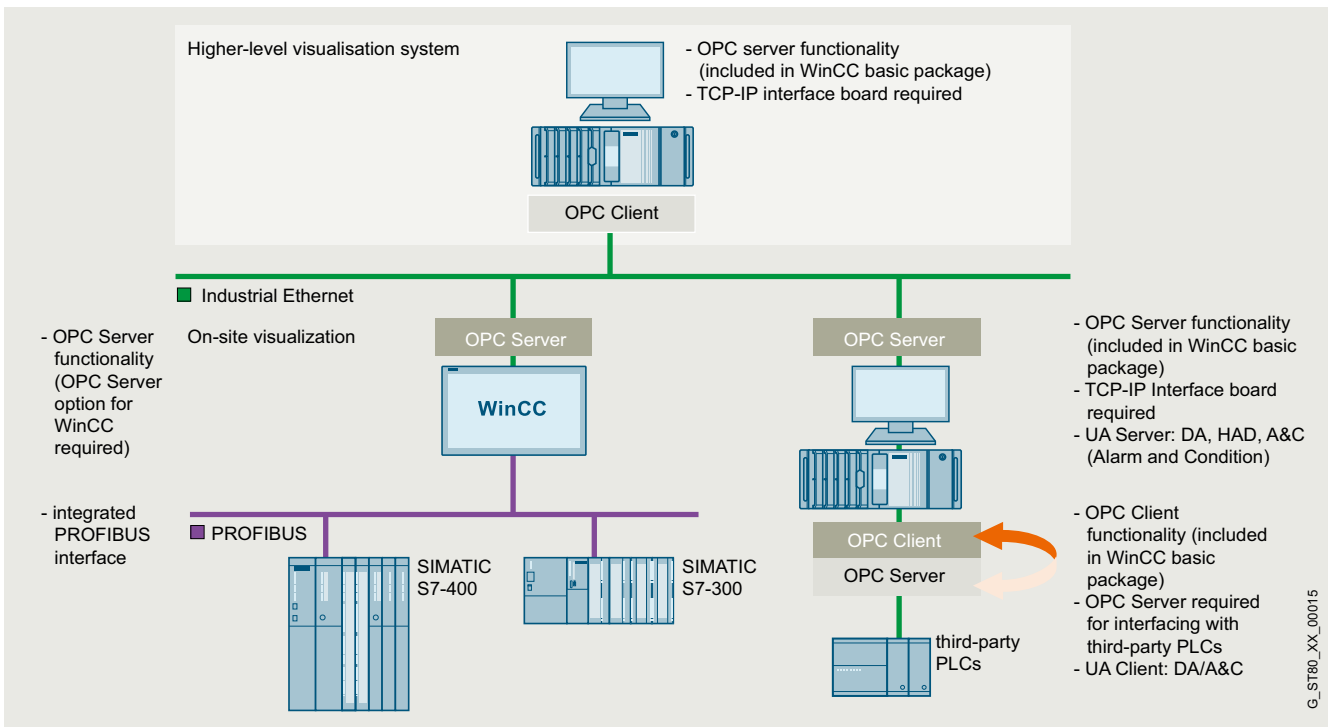 Higher-level visualisation system
- OPC server functionality
(included in WinCC basic package)
- TCP-IP interface board required
OPC Client
Industrial Ethernet
- OPC Server
functionality
(OPC Server
option for
WinCC
required)
On-site visualization
OPC Server
WinCC
OPC Server
- OPC Server functionality
(included in WinCC basic
package)
- TCP-IP Interface board
required
- UA Server: DA, HAD, A&C
(Alarm and Condition)
- integrated
PROFIBUS
interface
PROFIBUS
SIMATIC
S7-400
SIMATIC
S7-300
OPC Client
OPC Server
third-party
PLCs
- OPC Client
functionality (included
in WinCC basic
package)
- OPC Server required
for interfacing with
third-party PLCs
- UA Client: DA/A&C
G_ST80_XX_00015